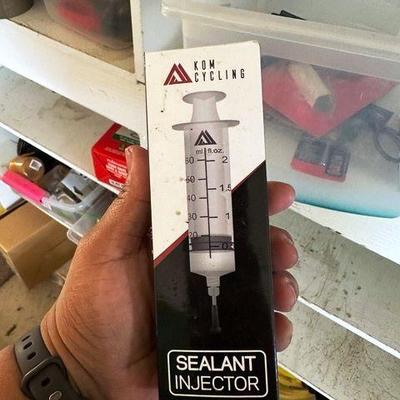 KOM
CYCLING
ml fl.oz.
60 2
50 1.5
40
30 1
20
SEALANT
INJECTOR